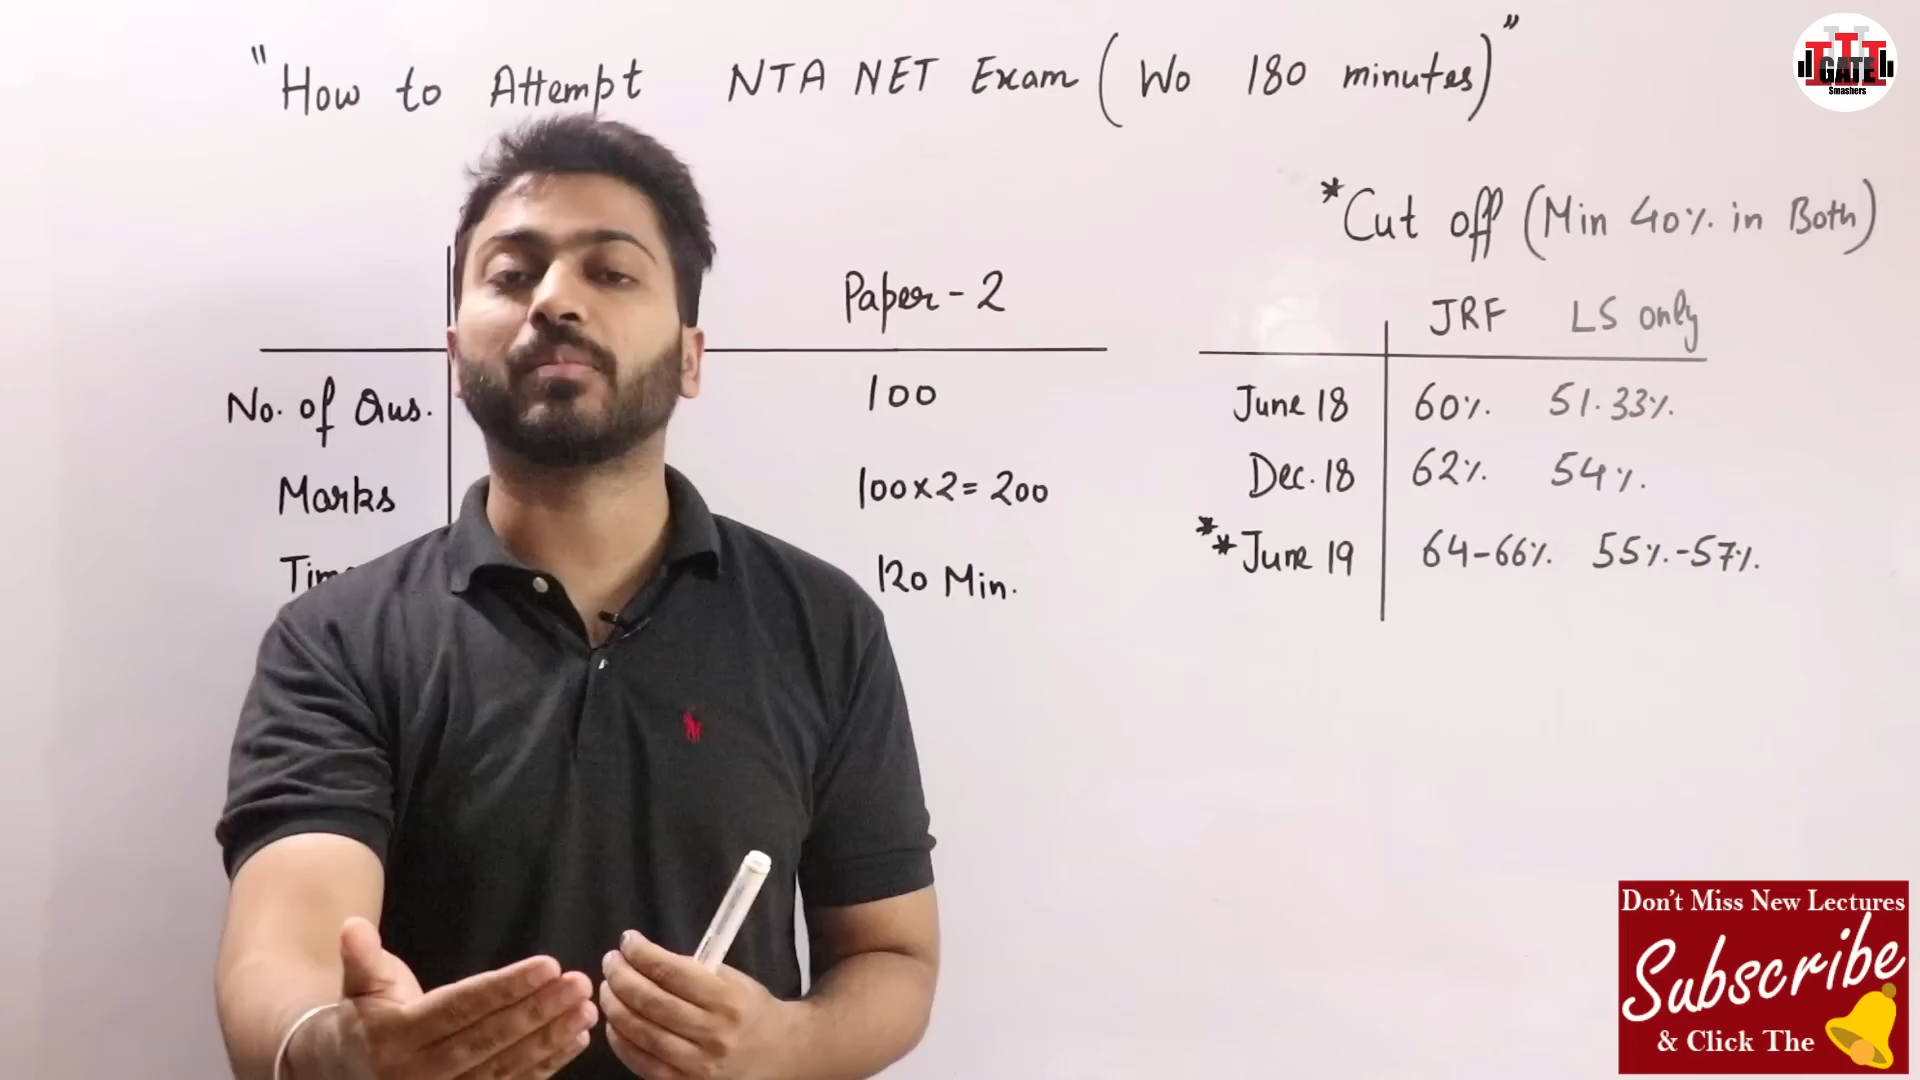 "How to Attempt NTA NET Exam (Wo 180 minutes)"
GATE
Smashers
*Cut off (Min 40% in Both)
Paper-2
JRF LS only
No. of Qus. 100
June 18 60% 51.33%
Marks 100x2=200
Dec. 18 62% 54%
120 Min.
**June 19 64-66% 55%-57%
Don't Miss New Lectures
Subscribe
& Click The